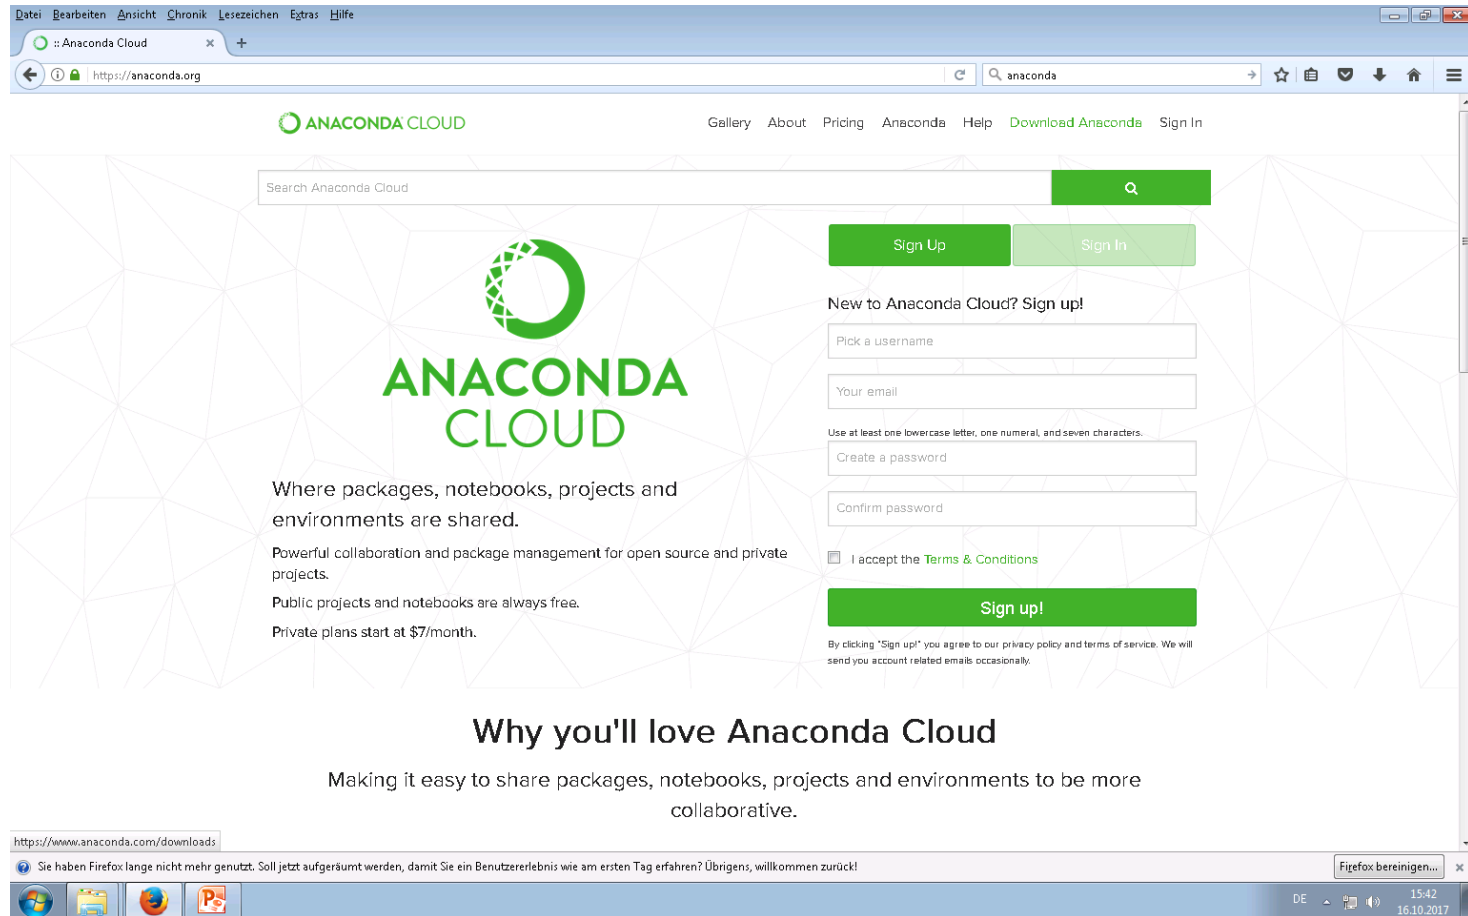 Datei Bearbeiten Ansicht Chronik Lesezeichen Extras Hilfe
:: Anaconda Cloud × +
https://anaconda.org anaconda
ANACONDA CLOUD Gallery About Pricing Anaconda Help Download Anaconda Sign In
Search Anaconda Cloud
Sign Up Sign In
New to Anaconda Cloud? Sign up!
Pick a username
ANACONDA
CLOUD
Your email
Use at least one lowercase letter, one numeral, and seven characters.
Create a password
Confirm password
Where packages, notebooks, projects and
environments are shared.
Powerful collaboration and package management for open source and private
projects.
Public projects and notebooks are always free.
Private plans start at $7/month.
I accept the Terms & Conditions
Sign up!
By clicking "Sign up!" you agree to our privacy policy and terms of service. We will
send you account related emails occasionally.
Why you'll love Anaconda Cloud
Making it easy to share packages, notebooks, projects and environments to be more
collaborative.
https://www.anaconda.com/downloads
Sie haben Firefox lange nicht mehr genutzt. Soll jetzt aufgeräumt werden, damit Sie ein Benutzererlebnis wie am ersten Tag erfahren? Übrigens, willkommen zurück! Firefox bereinigen... ×
DE 15:42
16.10.2017